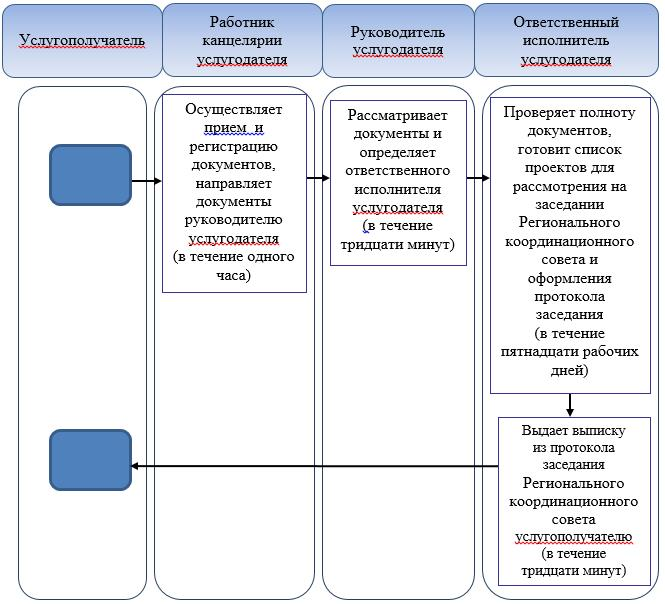 Услугополучатель
Работник
канцелярии
услугодателя
Руководитель
услугодателя
Ответственный
исполнитель
услугодателя
Осуществляет
прием и
регистрацию
документов,
направляет
документы
руководителю
услугодателя
(в течение одного
часа)
Рассматривает
документы и
определяет
ответственного
исполнителя
услугодателя
(в течение
тридцати минут)
Проверяет полноту
документов,
готовит список
проектов для
рассмотрения на
заседании
Регионального
координационного
совета и
оформления
протокола
заседания
(в течение
пятнадцати рабочих
дней)
Выдает выписку
из протокола
заседания
Регионального
координационного
совета
услугополучателю
(в течение
тридцати минут)